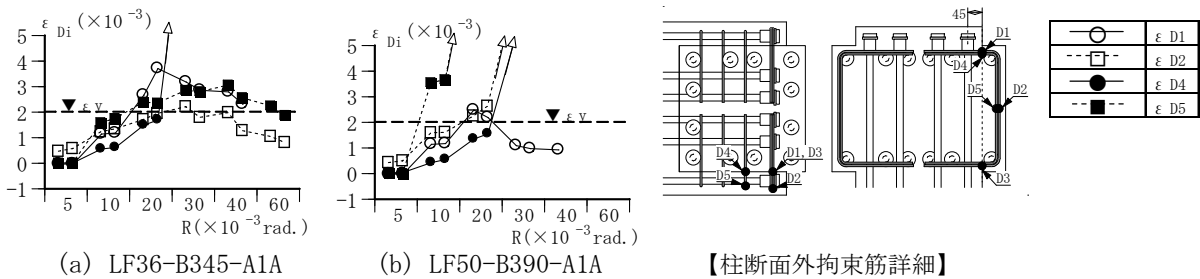 ε Di (×10 -3)
5
4
3
2
1
0
-1
ε y
5 10 20 30 40 60
R(×10 -3 rad.)
(a) LF36-B345-A1A
ε Di (×10 -3)
5
4
3
2
1
0
-1
ε y
5 10 20 30 40 60
R(×10 -3 rad.)
(b) LF50-B390-A1A
D4
D5
D1, D3
D2
45
D1
D4
D5
D2
D3
【柱断面外拘束筋詳細】
ε D1
ε D2
ε D4
ε D5